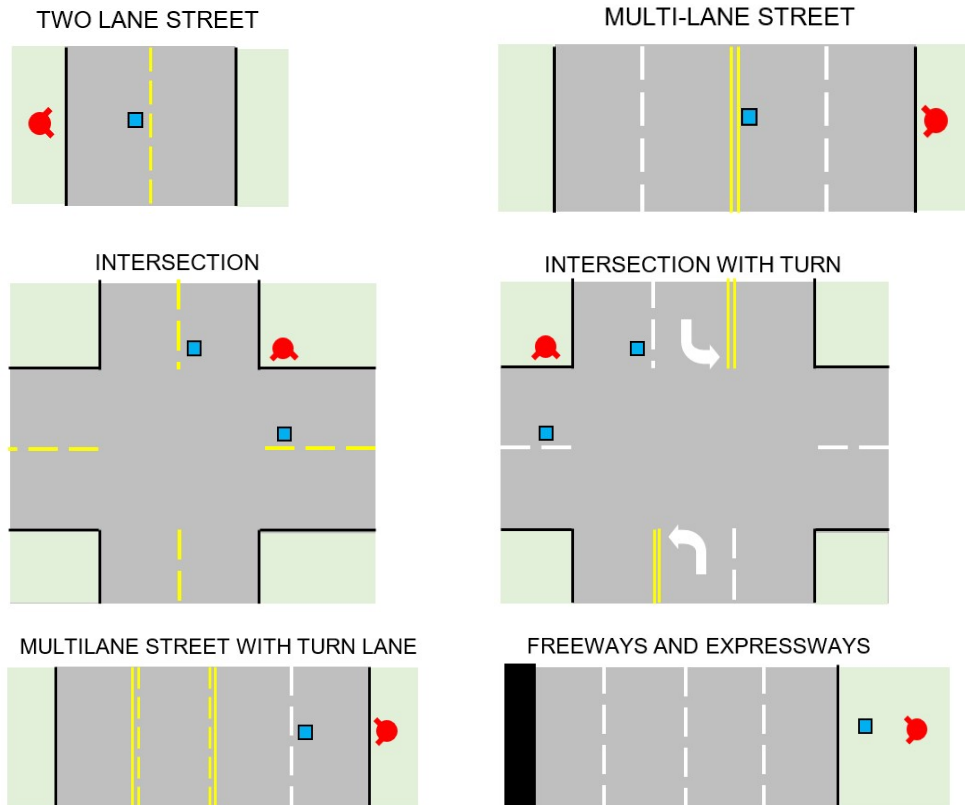 TWO LANE STREET
MULTI-LANE STREET
INTERSECTION
INTERSECTION WITH TURN
MULTILANE STREET WITH TURN LANE
FREEWAYS AND EXPRESSWAYS